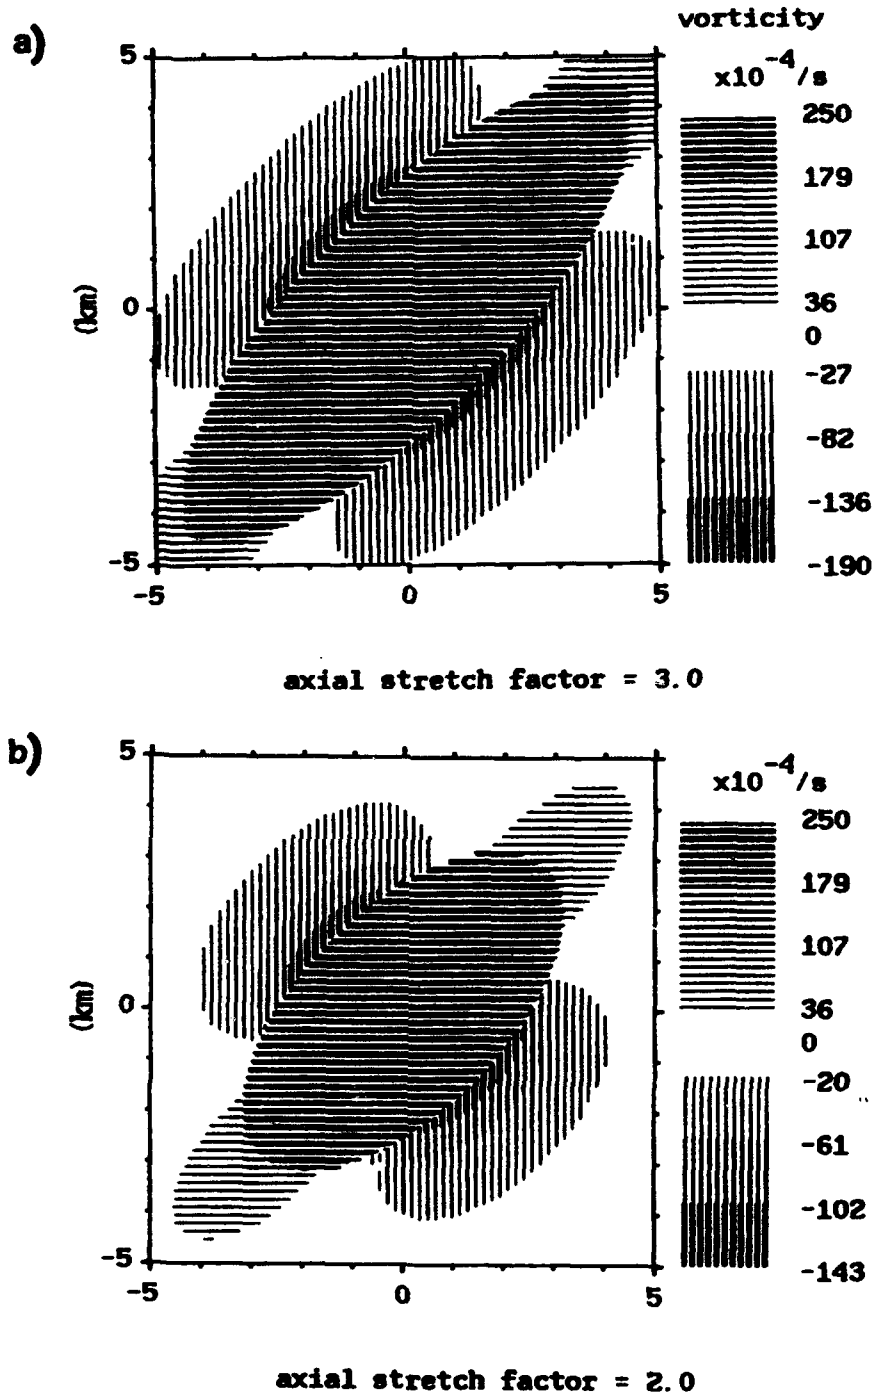 a)
vorticity
x10⁻⁴/s
5
0
-5
(km)
-5 0 5
250
179
107
36
0
-27
-82
-136
-190
axial stretch factor = 3.0
b)
x10⁻⁴/s
5
0
-5
(km)
-5 0 5
250
179
107
36
0
-20
-61
-102
-143
axial stretch factor = 2.0